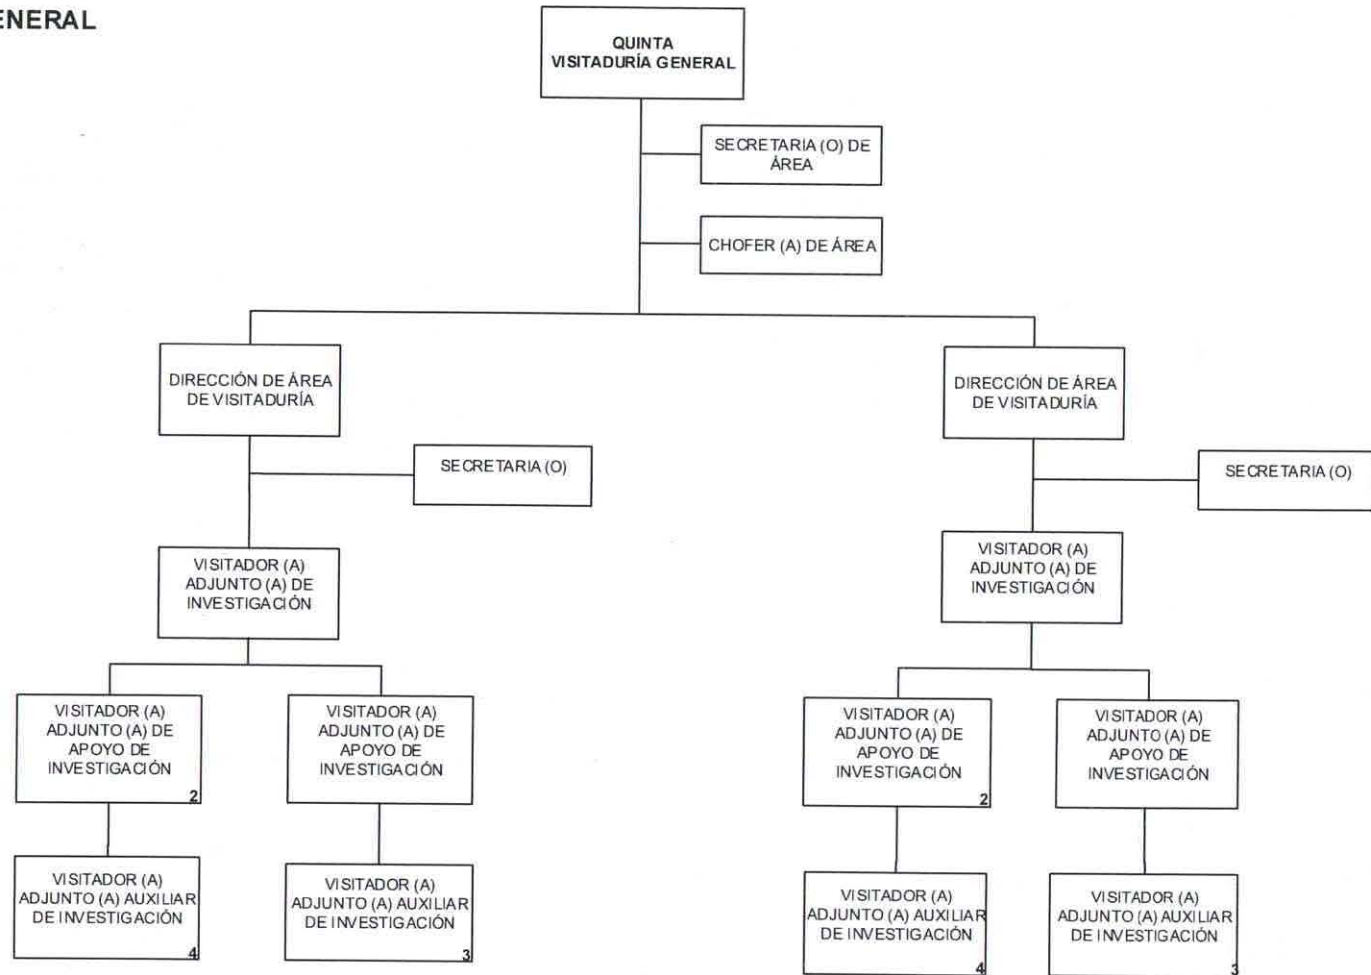 ENERAL
QUINTA
VISITADURÍA GENERAL
SECRETARIA (O) DE
ÁREA
CHOFER (A) DE ÁREA
DIRECCIÓN DE ÁREA
DE VISITADURÍA
DIRECCIÓN DE ÁREA
DE VISITADURÍA
SECRETARIA (O)
SECRETARIA (O)
VISITADOR (A)
ADJUNTO (A) DE
INVESTIGACIÓN
VISITADOR (A)
ADJUNTO (A) DE
INVESTIGACIÓN
VISITADOR (A)
ADJUNTO (A) DE
APOYO DE
INVESTIGACIÓN
2
VISITADOR (A)
ADJUNTO (A) DE
APOYO DE
INVESTIGACIÓN
VISITADOR (A)
ADJUNTO (A) DE
APOYO DE
INVESTIGACIÓN
2
VISITADOR (A)
ADJUNTO (A) DE
APOYO DE
INVESTIGACIÓN
VISITADOR (A)
ADJUNTO (A) AUXILIAR
DE INVESTIGACIÓN
4
VISITADOR (A)
ADJUNTO (A) AUXILIAR
DE INVESTIGACIÓN
3
VISITADOR (A)
ADJUNTO (A) AUXILIAR
DE INVESTIGACIÓN
4
VISITADOR (A)
ADJUNTO (A) AUXILIAR
DE INVESTIGACIÓN
3